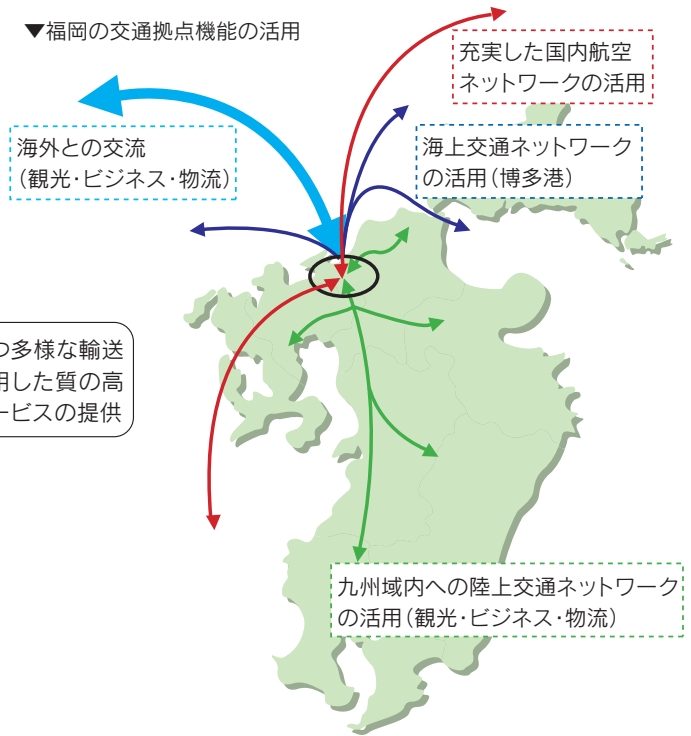 ▼福岡の交通拠点機能の活用
充実した国内航空
ネットワークの活用
海外との交流
（観光・ビジネス・物流）
海上交通ネットワーク
の活用（博多港）
つ多様な輸送
用した質の高
ービスの提供
九州域内への陸上交通ネットワーク
の活用（観光・ビジネス・物流）